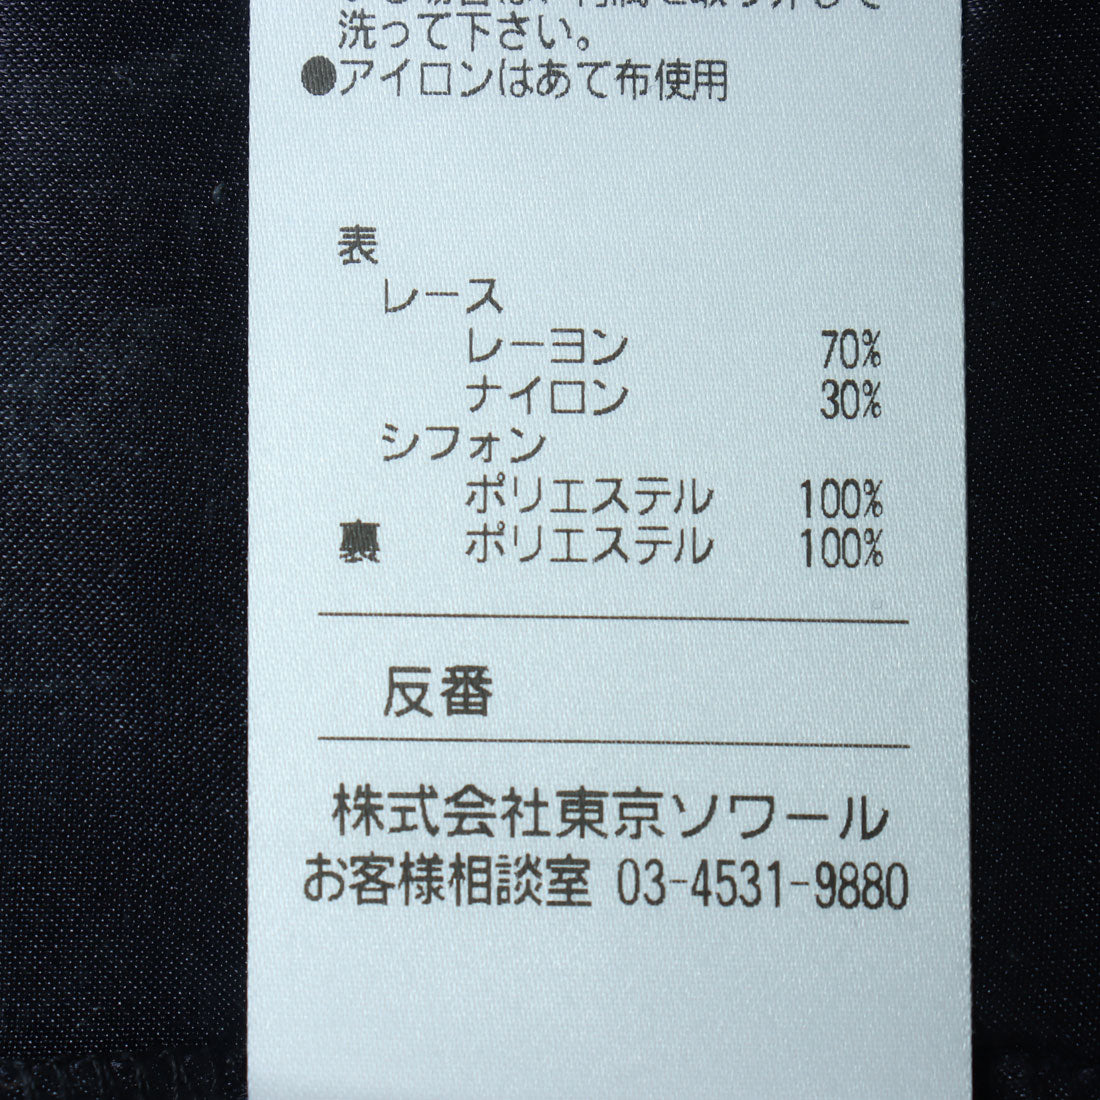 洗って下さい。
●アイロンはあて布使用
表
レース
レーヨン 70%
ナイロン 30%
シフォン
ポリエステル 100%
裏 ポリエステル 100%
反番
株式会社東京ソワール
お客様相談室 03-4531-9880